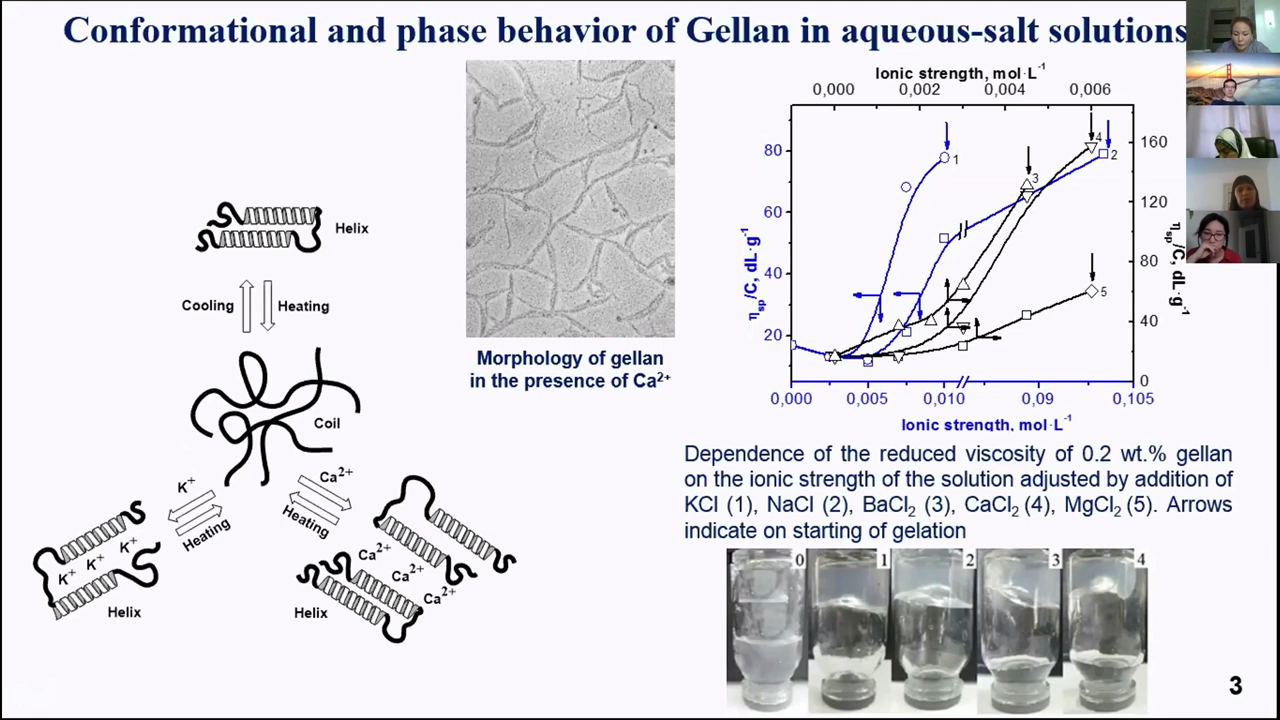 Conformational and phase behavior of Gellan in aqueous-salt solutions
Helix
Cooling
Heating
Coil
K⁺
Heating
Ca²⁺
Heating
K⁺
K⁺
K⁺
Helix
Ca²⁺
Ca²⁺
Ca²⁺
Helix
Morphology of gellan
in the presence of Ca²⁺
Ionic strength, mol·L⁻¹
0,000 0,002 0,004 0,006
80
60
40
20
ηsp/C, dL·g⁻¹
160
120
80
40
0
ηsp/C, dL·g⁻¹
1
2
3
4
5
0,000 0,005 0,010 0,09 0,105
Ionic strength, mol·L⁻¹
Dependence of the reduced viscosity of 0.2 wt.% gellan
on the ionic strength of the solution adjusted by addition of
KCl (1), NaCl (2), BaCl₂ (3), CaCl₂ (4), MgCl₂ (5). Arrows
indicate on starting of gelation
0 1 2 3 4
3